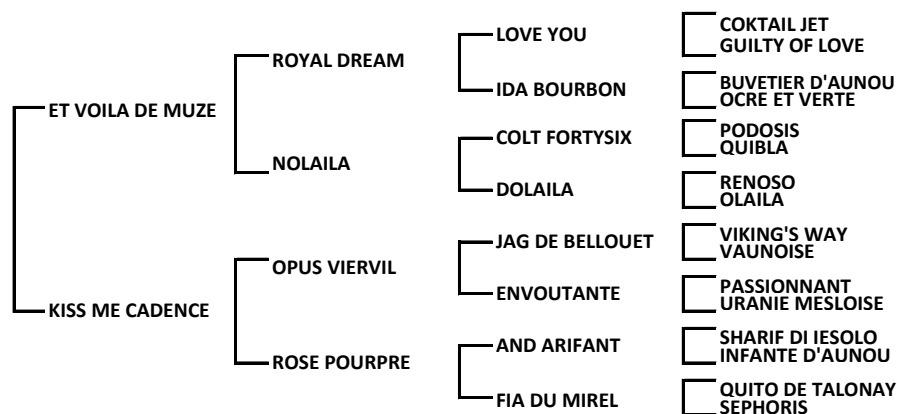 LOVE YOU
COKTAIL JET
GUILTY OF LOVE
ROYAL DREAM
IDA BOURBON
BUVETIER D'AUNOU
OCRE ET VERTE
ET VOILA DE MUZE
COLT FORTYSIX
PODOSIS
QUIBLA
NOLAILA
DOLAILA
RENOSO
OLAILA
JAG DE BELLOUET
VIKING'S WAY
VAUNOISE
OPUS VIERVIL
ENVOUTANTE
PASSIONNANT
URANIE MESLOISE
KISS ME CADENCE
AND ARIFANT
SHARIF DI IESOLO
INFANTE D'AUNOU
ROSE POURPRE
FIA DU MIREL
QUITO DE TALONAY
SEPHORIS